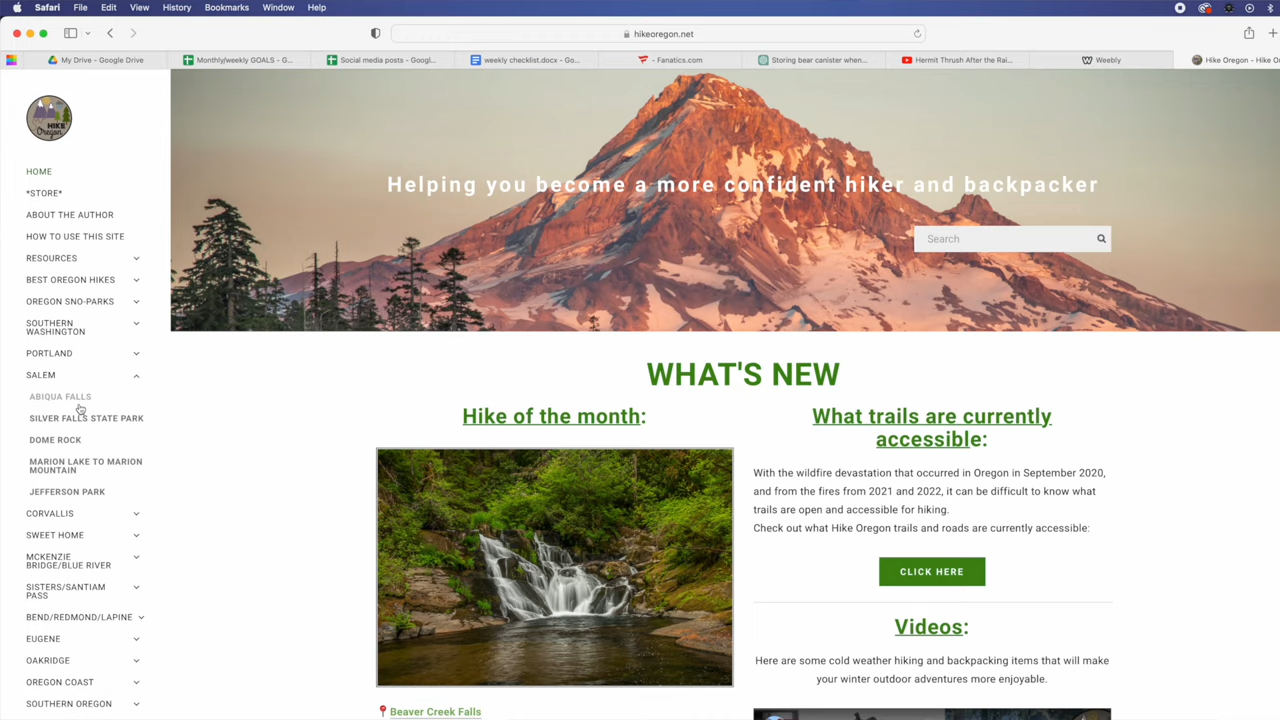 Safari File Edit View History Bookmarks Window Help
hikeoregon.net
My Drive - Google Drive
Monthly/weekly GOALS - G...
Social media posts - Googl...
weekly checklist.docx - Go...
- Fanatics.com
Storing bear canister when...
Hermit Thrush After the Rai...
Weebly
Hike Oregon - Hike O
HIKE
Oregon
HOME
*STORE*
ABOUT THE AUTHOR
HOW TO USE THIS SITE
RESOURCES
BEST OREGON HIKES
OREGON SNO-PARKS
SOUTHERN
WASHINGTON
PORTLAND
SALEM
ABIQUA FALLS
SILVER FALLS STATE PARK
DOME ROCK
MARION LAKE TO MARION
MOUNTAIN
JEFFERSON PARK
CORVALLIS
SWEET HOME
MCKENZIE
BRIDGE/BLUE RIVER
SISTERS/SANTIAM
PASS
BEND/REDMOND/LAPINE
EUGENE
OAKRIDGE
OREGON COAST
SOUTHERN OREGON
Helping you become a more confident hiker and backpacker
Search
WHAT'S NEW
Hike of the month:
📍Beaver Creek Falls
What trails are currently
accessible:
With the wildfire devastation that occurred in Oregon in September 2020,
and from the fires from 2021 and 2022, it can be difficult to know what
trails are open and accessible for hiking.
Check out what Hike Oregon trails and roads are currently accessible:
CLICK HERE
Videos:
Here are some cold weather hiking and backpacking items that will make
your winter outdoor adventures more enjoyable.